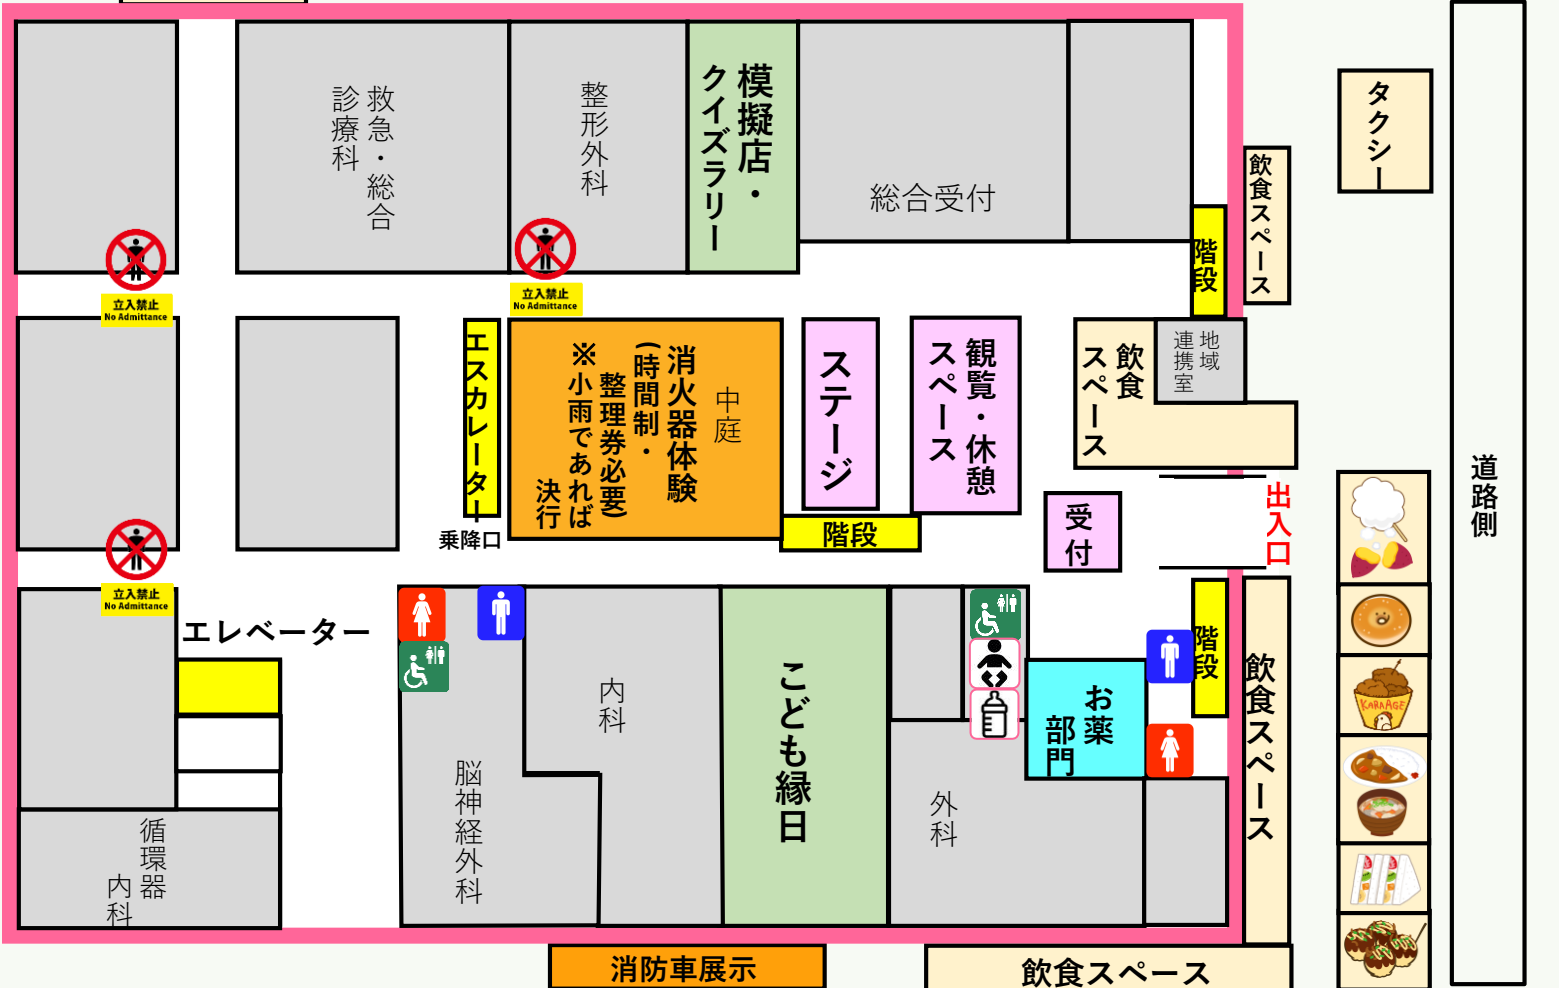 救急・総合
診療科
整形外科
模擬店・
クイズラリー
総合受付
タクシー
飲食スペース
階段
立入禁止
No Admittance
立入禁止
No Admittance
エスカレーター
乗降口
中庭
消火器体験
(時間制・
整理券必要)
※小雨であれば
決行
ステージ
観覧・休憩
スペース
飲食
スペース
地域
連携室
階段
受付
出入口
道路側
立入禁止
No Admittance
エレベーター
内科
脳神経外科
こども縁日
外科
お薬
部門
階段
飲食スペース
KARAAGE
循環器
内科
消防車展示
飲食スペース